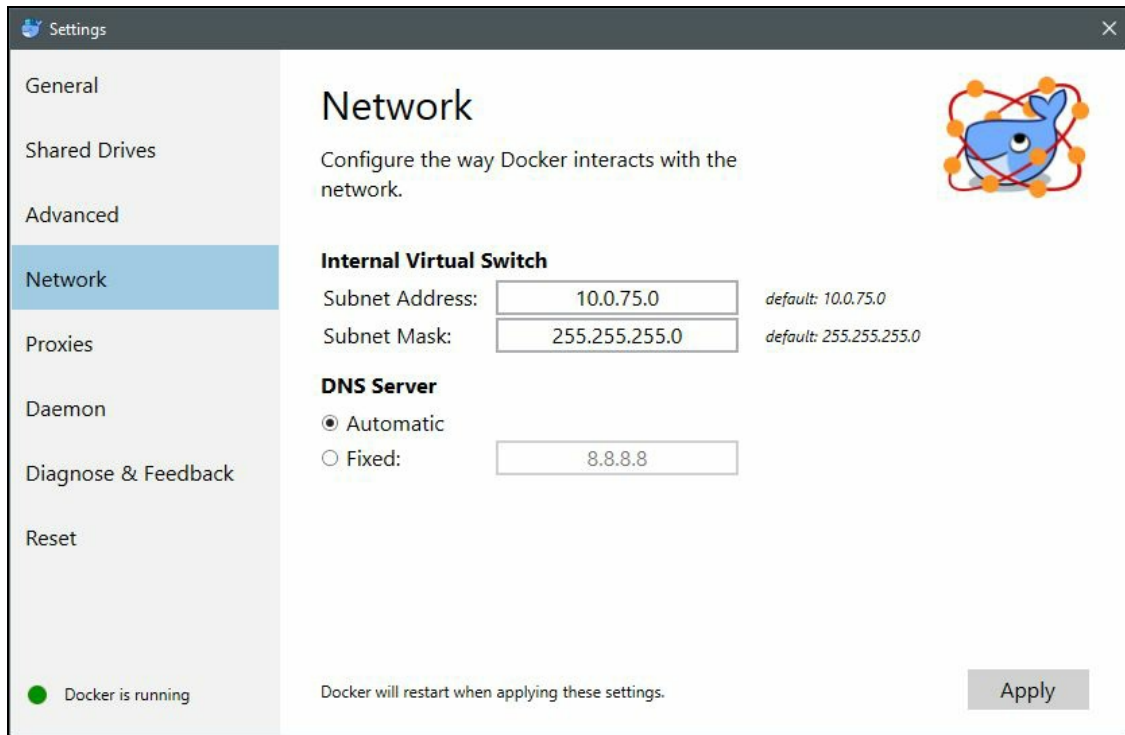 Settings
General
Shared Drives
Advanced
Network
Proxies
Daemon
Diagnose & Feedback
Reset
Docker is running
Network
Configure the way Docker interacts with the
network.
Internal Virtual Switch
Subnet Address: 10.0.75.0 default: 10.0.75.0
Subnet Mask: 255.255.255.0 default: 255.255.255.0
DNS Server
Automatic
Fixed: 8.8.8.8
Docker will restart when applying these settings.
Apply